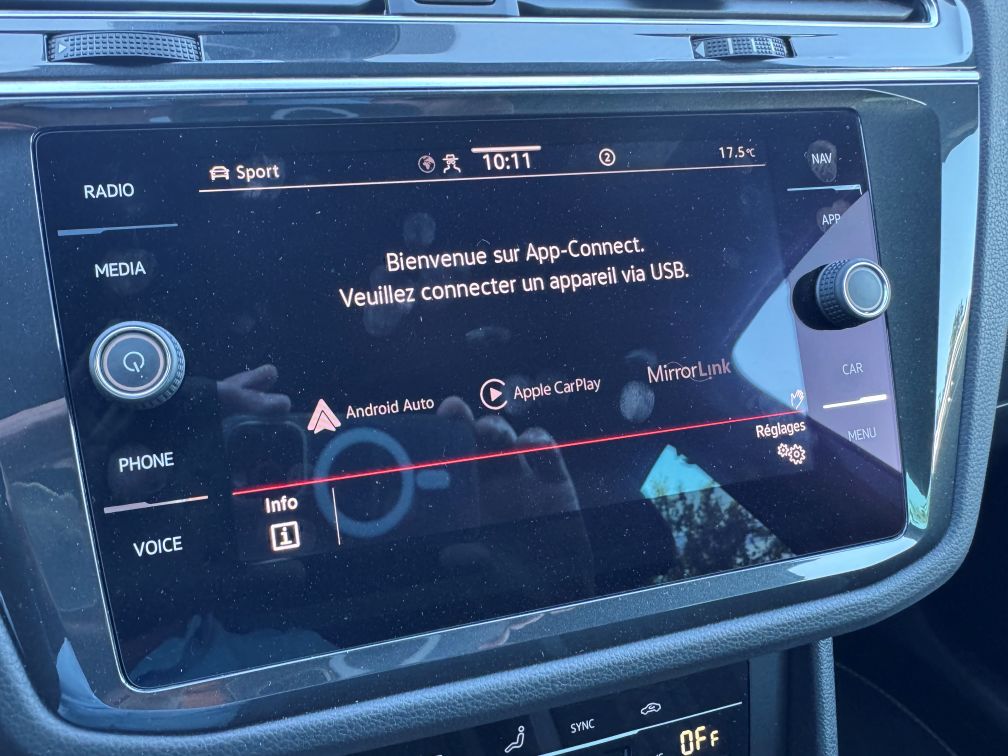 Sport
10:11
2
17.5°C
NAV
RADIO
APP
MEDIA
Bienvenue sur App-Connect.
Veuillez connecter un appareil via USB.
Android Auto
Apple CarPlay
MirrorLink
CAR
Réglages
MENU
PHONE
Info
i
VOICE
SYNC
OFF